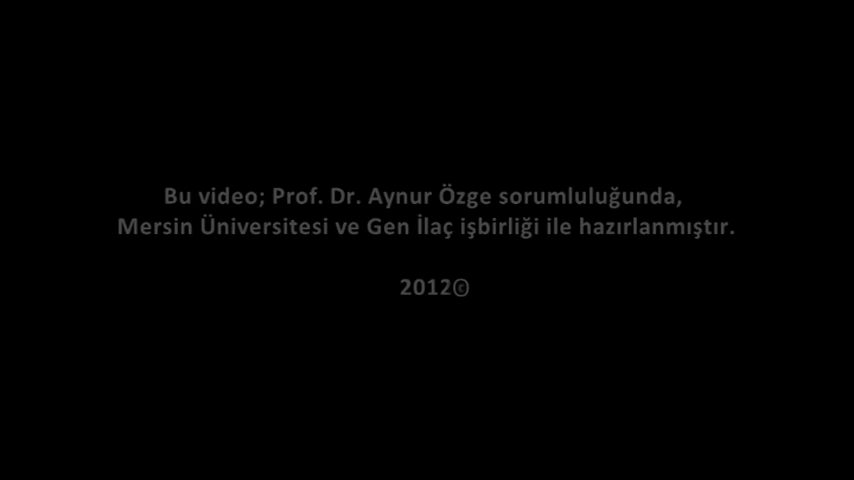 Bu video; Prof. Dr. Aynur Özge sorumluluğunda,
Mersin Üniversitesi ve Gen İlaç işbirliği ile hazırlanmıştır.
2012©